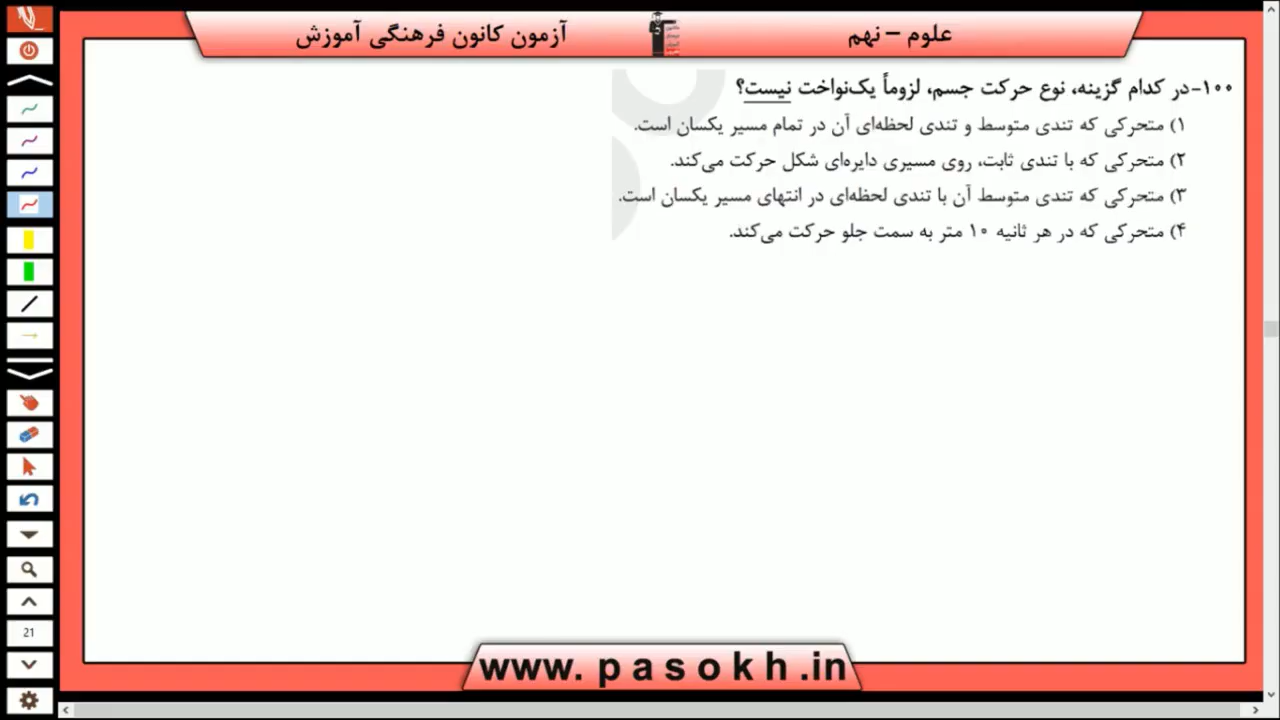 علوم – نهم
آزمون کانون فرهنگی آموزش
۱۰۰-در کدام گزینه، نوع حرکت جسم، لزوماً یک‌نواخت نیست؟
۱) متحرکی که تندی متوسط و تندی لحظه‌ای آن در تمام مسیر یکسان است.
۲) متحرکی که با تندی ثابت، روی مسیری دایره‌ای شکل حرکت می‌کند.
۳) متحرکی که تندی متوسط آن با تندی لحظه‌ای در انتهای مسیر یکسان است.
۴) متحرکی که در هر ثانیه ۱۰ متر به سمت جلو حرکت می‌کند.
21
www. p a s o k h .in